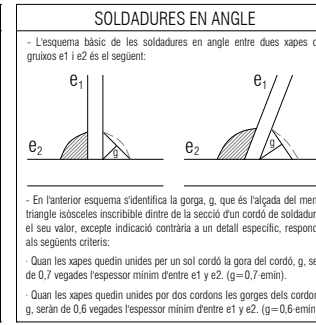 SOLDADURES EN ANGLE
- L'esquema bàsic de les soldadures en angle entre dues xapes d
gruixos e1 i e2 és el següent:
e1
e1
e2
g
e2
g
- En l'anterior esquema s'identifica la gorga, g, que és l'alçada del men
triangle isòsceles inscribible dintre de la secció d'un cordó de soldadur
el seu valor, excepte indicació contrària a un detall específic, respond
als següents criteris:
· Quan les xapes quedin unides per un sol cordó la gora del cordó, g, se
de 0,7 vegades l'espessor mínim d'entre e1 y e2. (g=0,7·emín).
· Quan les xapes quedin unides por dos cordons les gorges dels cordon
g, seràn de 0,6 vegades l'espessor mínim d'entre e1 y e2. (g=0,6·emín